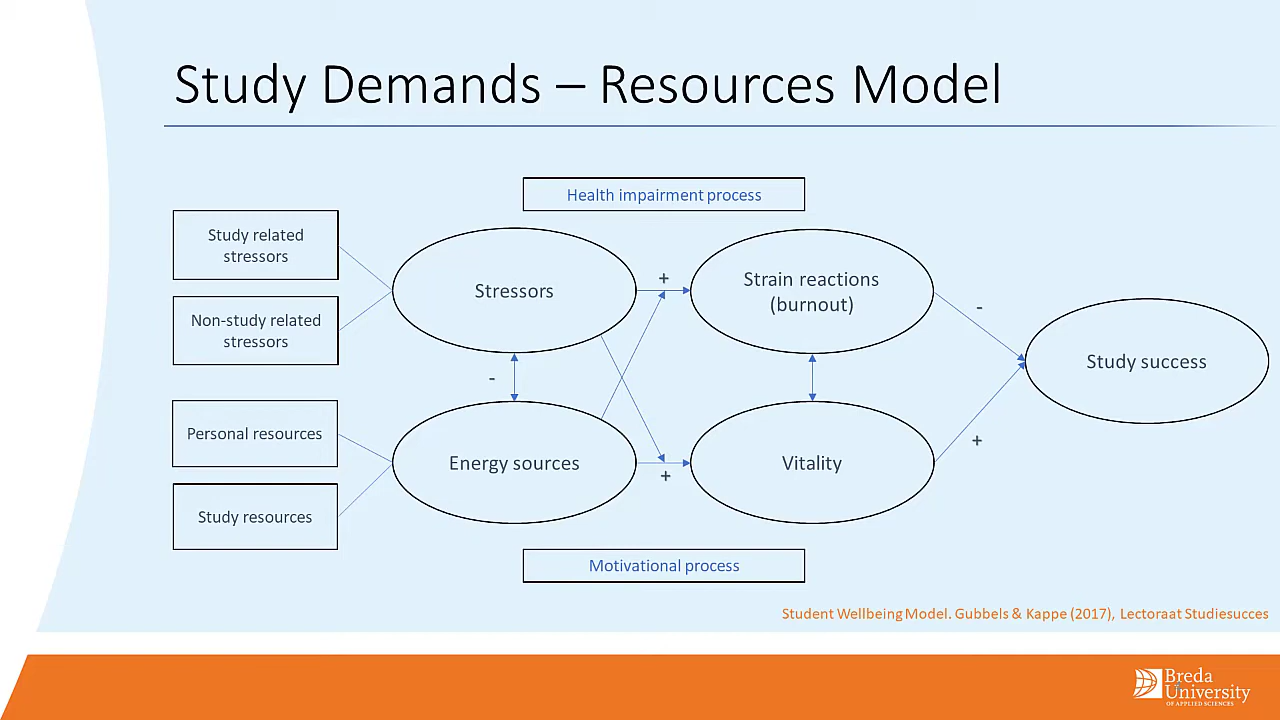 Study Demands – Resources Model
Health impairment process
Study related
stressors
Non-study related
stressors
Stressors
+
Strain reactions
(burnout)
-
Study success
-
Personal resources
Study resources
Energy sources
+
Vitality
+
Motivational process
Student Wellbeing Model. Gubbels & Kappe (2017), Lectoraat Studiesucces
Breda
University
OF APPLIED SCIENCES